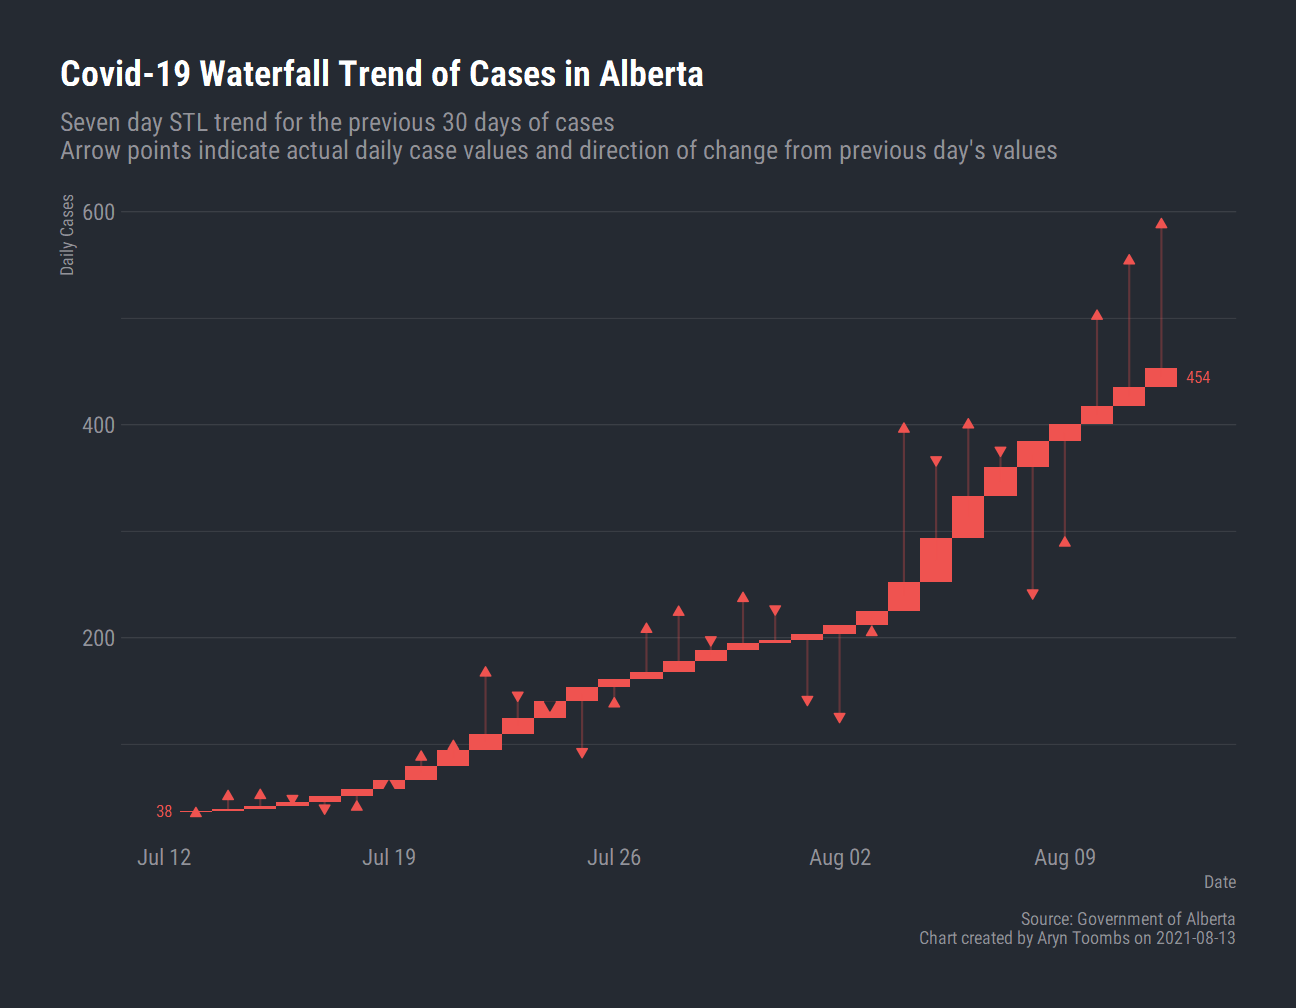 Covid-19 Waterfall Trend of Cases in Alberta
Seven day STL trend for the previous 30 days of cases
Arrow points indicate actual daily case values and direction of change from previous day's values
Daily Cases
600
400
200
454
38
Jul 12
Jul 19
Jul 26
Aug 02
Aug 09
Date
Source: Government of Alberta
Chart created by Aryn Toombs on 2021-08-13